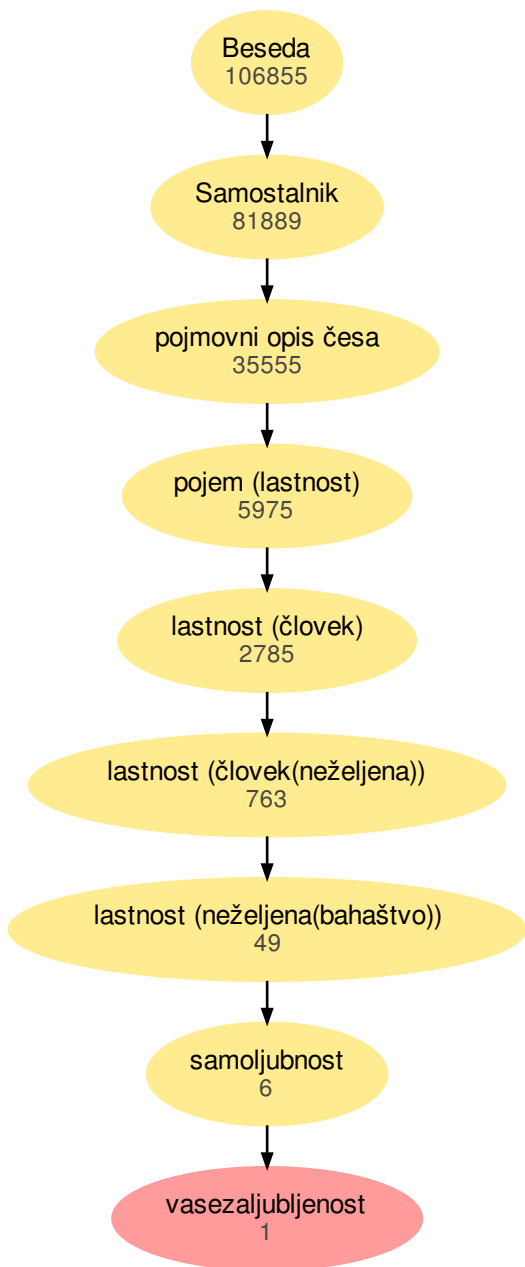 Beseda
106855
Samostalnik
81889
pojmovni opis česa
35555
pojem (lastnost)
5975
lastnost (človek)
2785
lastnost (človek(neželjena))
763
lastnost (neželjena(bahaštvo))
49
samoljubnost
6
vasezaljubljenost
1